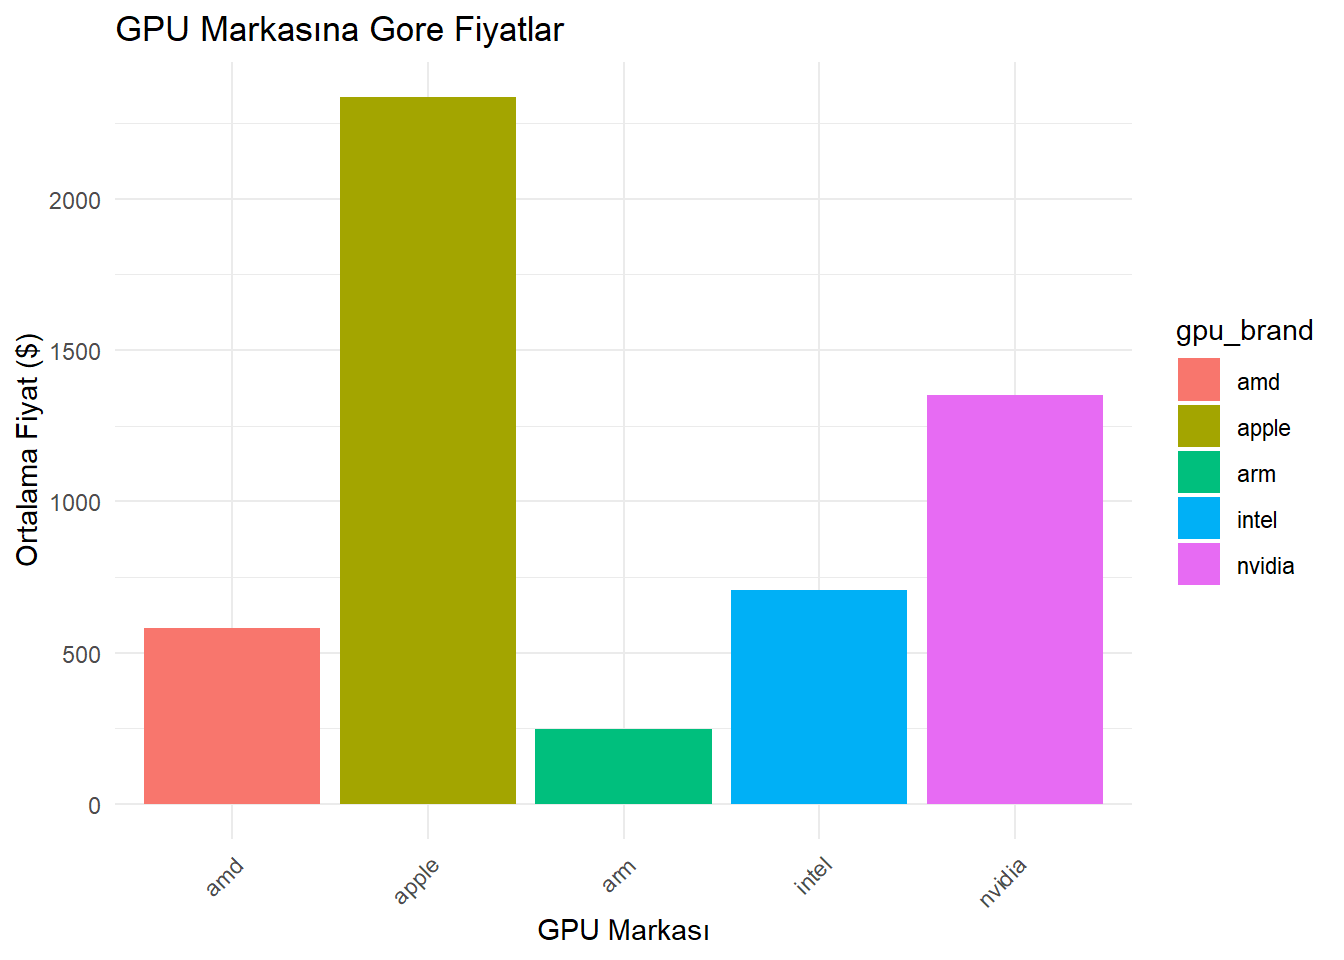 GPU Markasına Gore Fiyatlar
Ortalama Fiyat ($)
2000
1500
1000
500
0
amd
apple
arm
intel
nvidia
GPU Markası
gpu_brand
amd
apple
arm
intel
nvidia